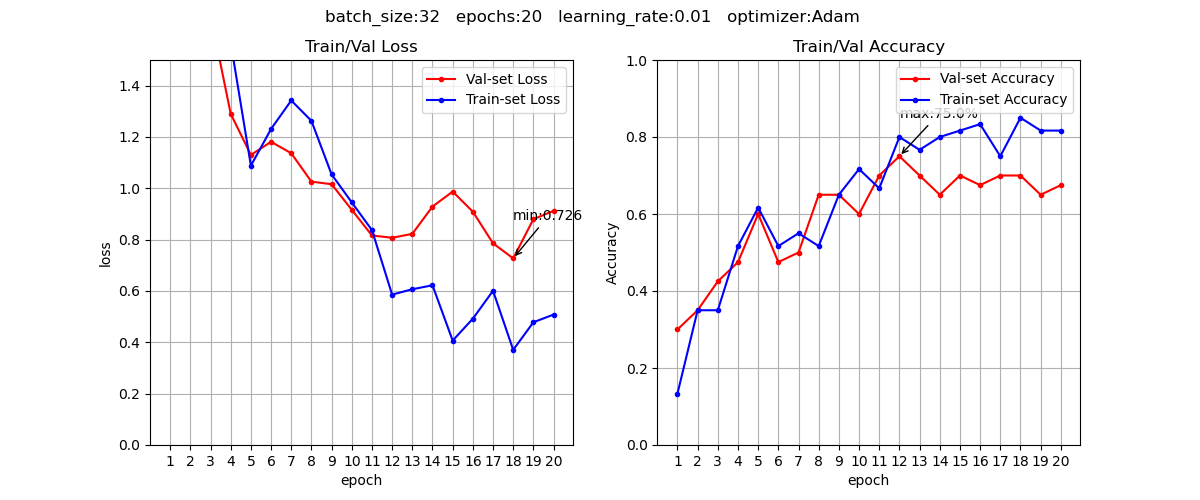 batch_size:32 epochs:20 learning_rate:0.01 optimizer:Adam
Train/Val Loss
Val-set Loss
Train-set Loss
min:0.726
1.4
1.2
1.0
0.8
0.6
0.4
0.2
0.0
loss
1 2 3 4 5 6 7 8 9 10 11 12 13 14 15 16 17 18 19 20
epoch
Train/Val Accuracy
Val-set Accuracy
Train-set Accuracy
max:75.0%
1.0
0.8
0.6
0.4
0.2
0.0
Accuracy
1 2 3 4 5 6 7 8 9 10 11 12 13 14 15 16 17 18 19 20
epoch